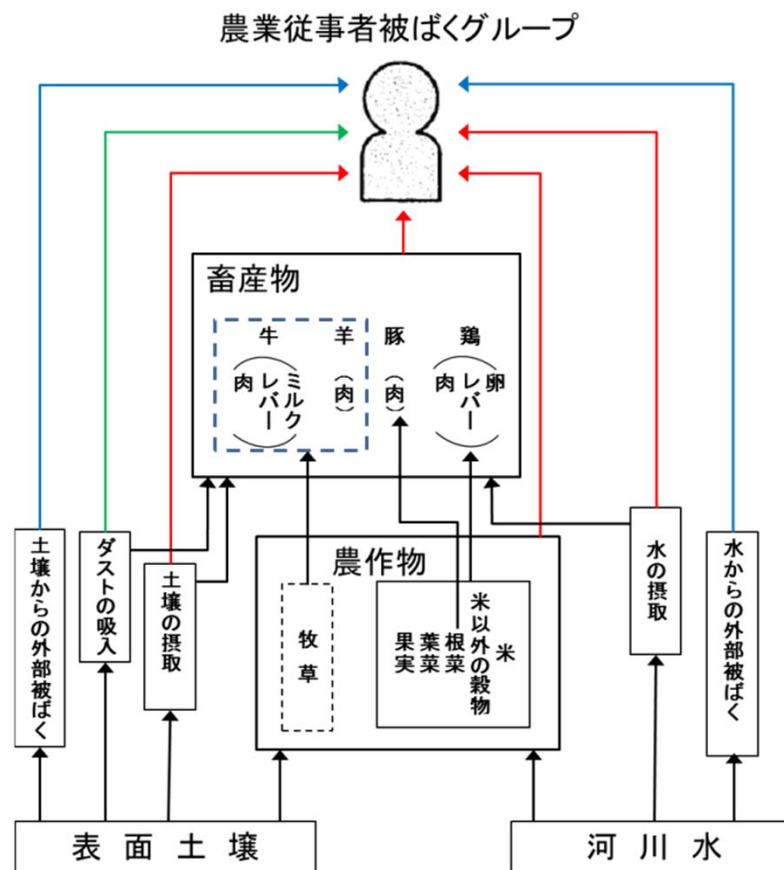 農業従事者被ばくグループ
畜産物
牛
(肉 レバー ミルク)
羊
(肉)
豚
(肉)
鶏
(肉 レバー 卵)
土壌からの外部被ばく
ダストの吸入
土壌の摂取
農作物
牧草
米
米以外の穀物
根菜
葉菜
果実
水の摂取
水からの外部被ばく
表面土壌
河川水